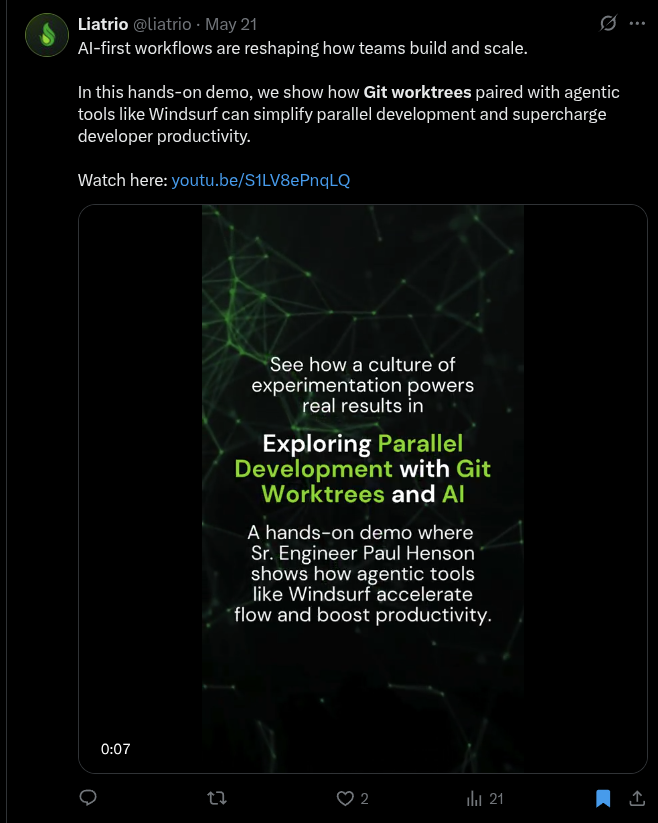 Liatrio @liatrio · May 21
AI-first workflows are reshaping how teams build and scale.
In this hands-on demo, we show how Git worktrees paired with agentic
tools like Windsurf can simplify parallel development and supercharge
developer productivity.
Watch here: youtu.be/S1LV8ePnqLQ
See how a culture of
experimentation powers
real results in
Exploring Parallel
Development with Git
Worktrees and AI
A hands-on demo where
Sr. Engineer Paul Henson
shows how agentic tools
like Windsurf accelerate
flow and boost productivity.
0:07
2 21